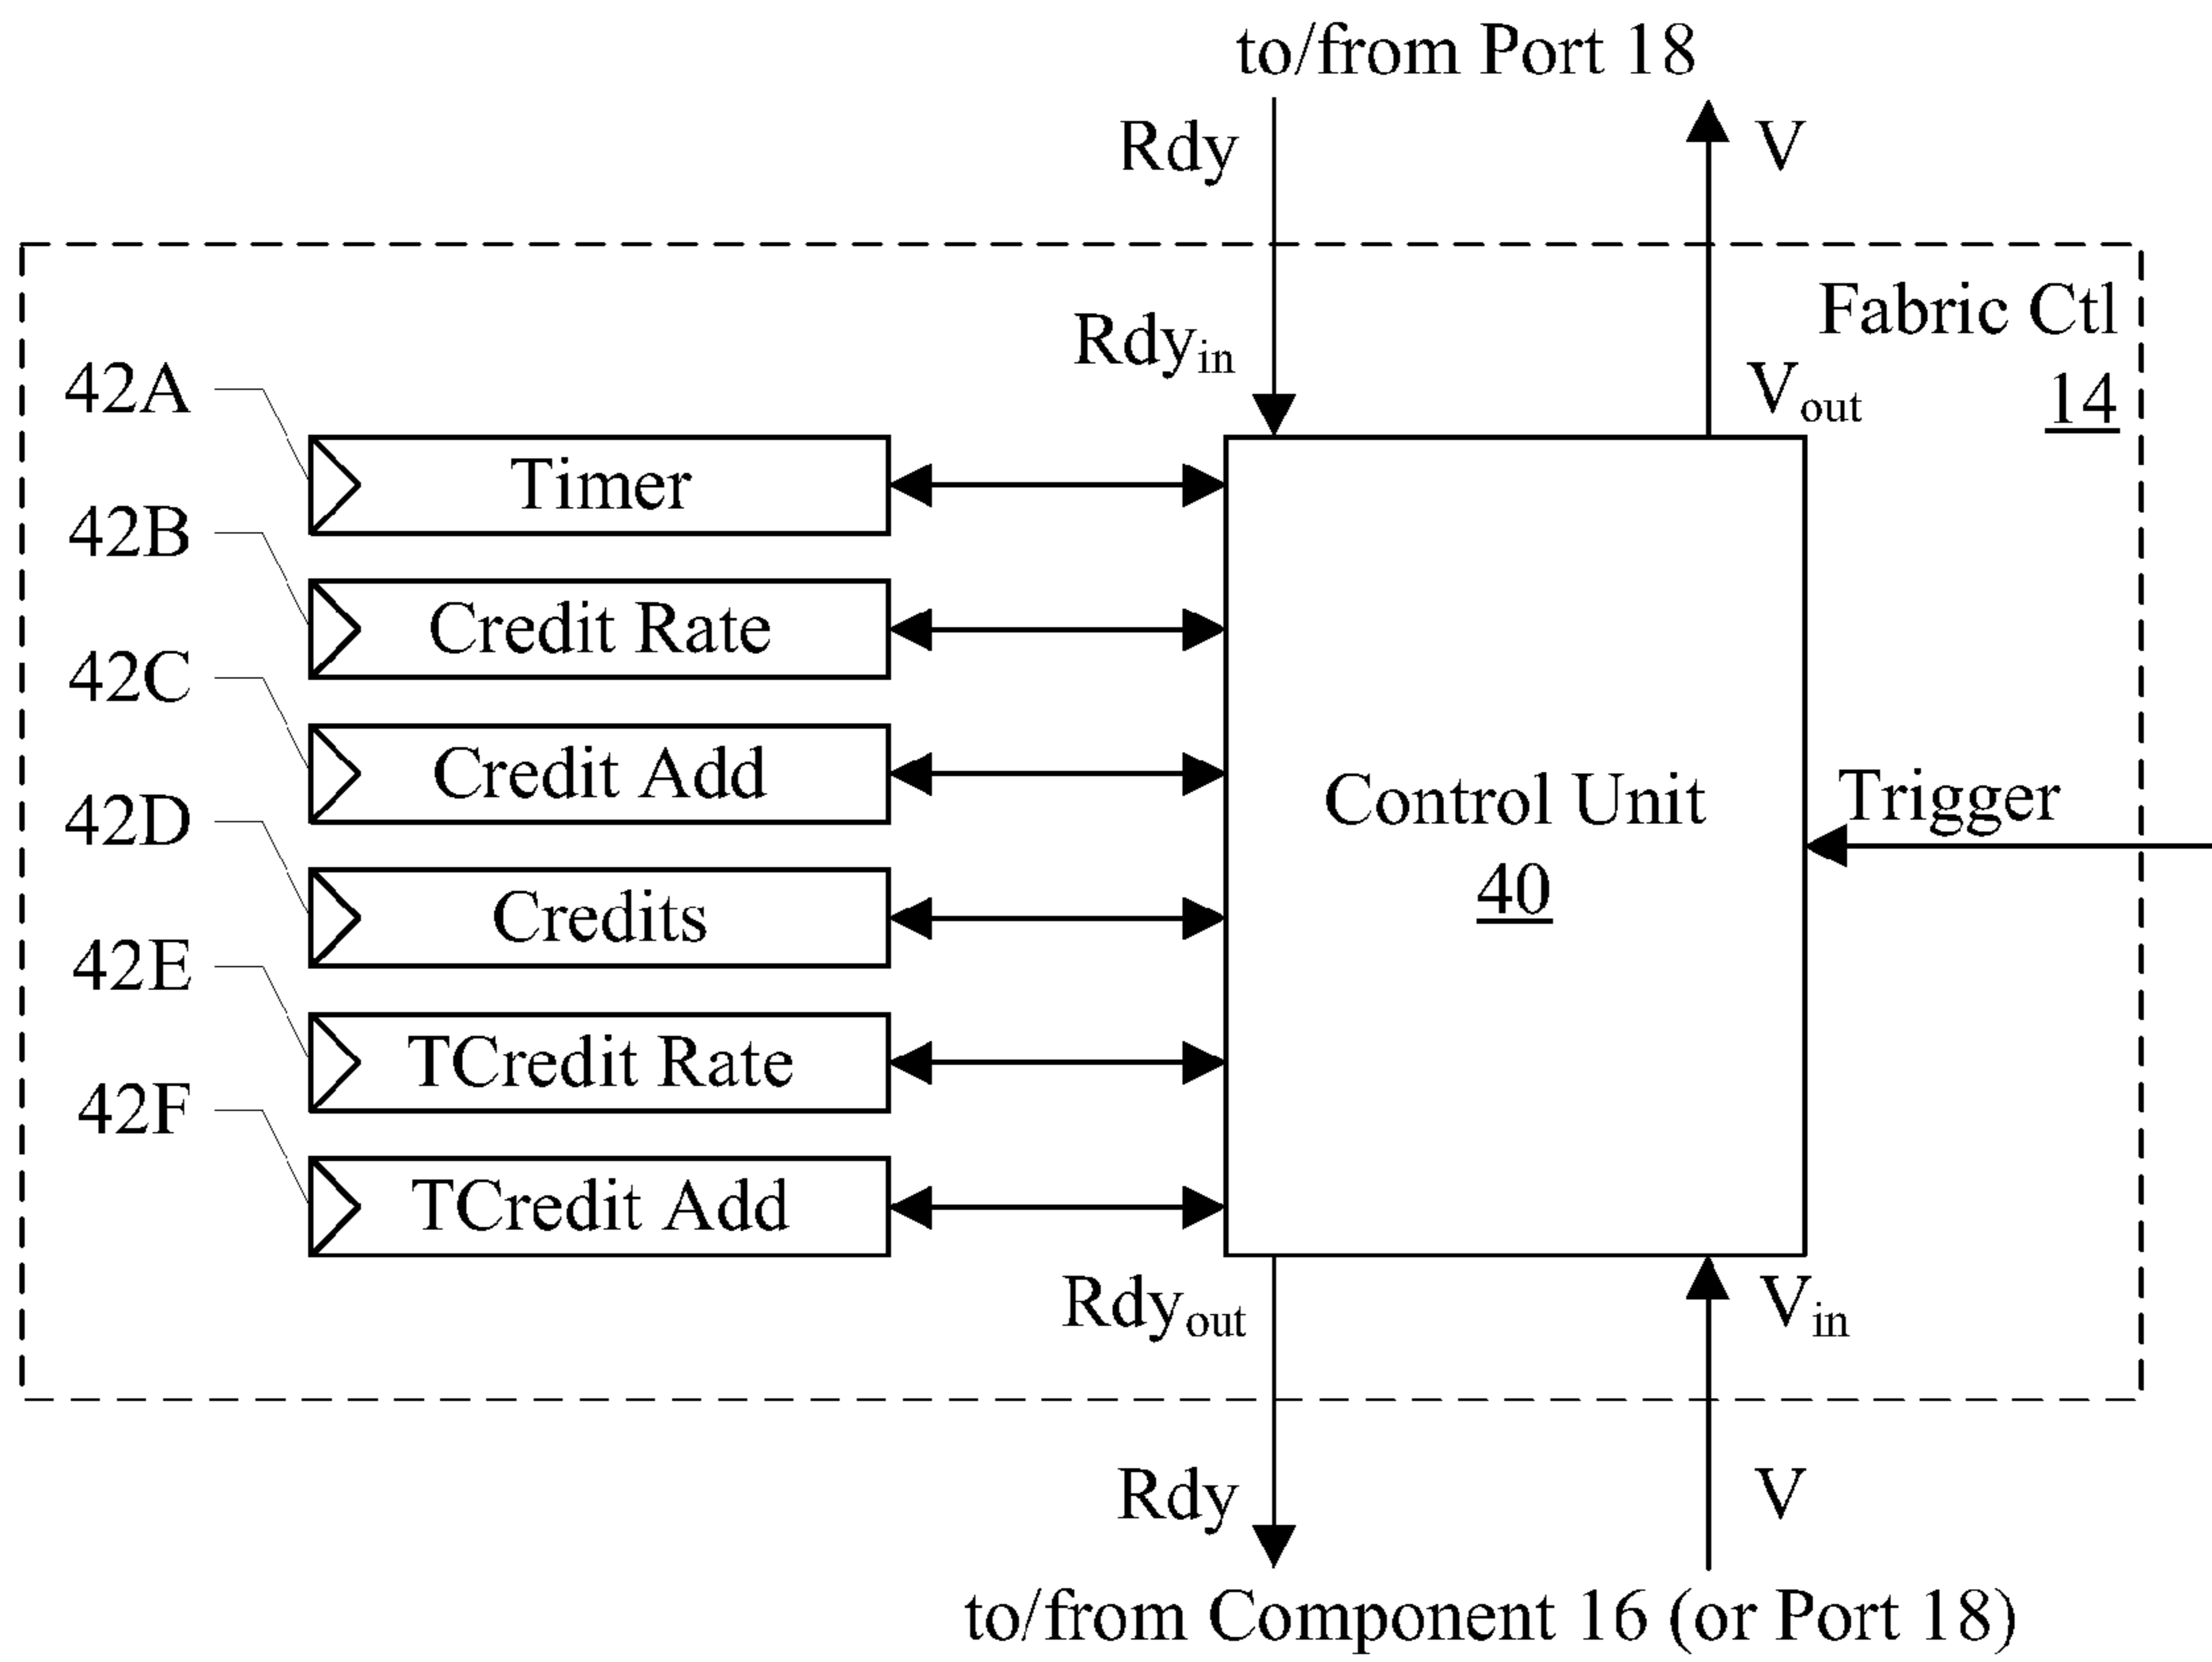 to/from Port 18
Rdy
V
Rdyin
Fabric Ctl
14
Vout
42A
Timer
42B
Credit Rate
42C
Credit Add
Control Unit
40
Trigger
42D
Credits
42E
TCredit Rate
42F
TCredit Add
Rdyout
Vin
Rdy
V
to/from Component 16 (or Port 18)